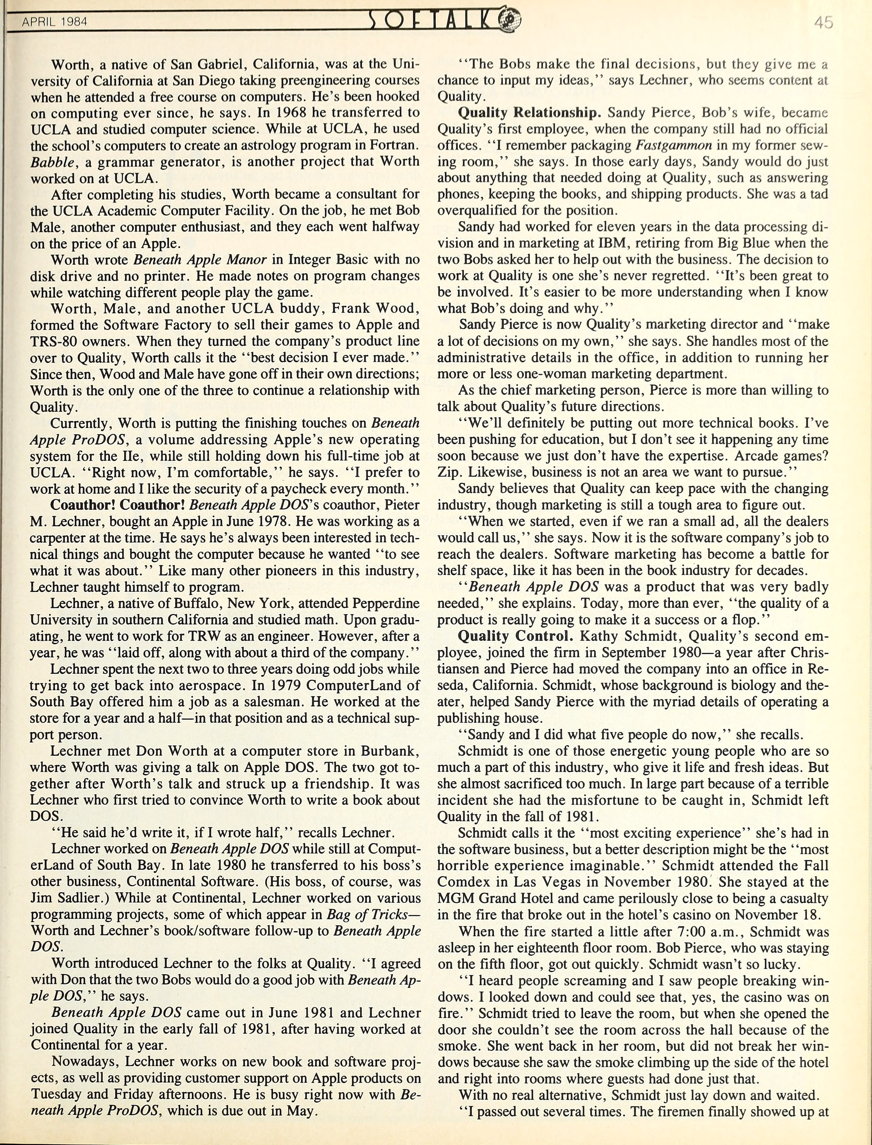 APRIL 1984
SOFTALK
45
Worth, a native of San Gabriel, California, was at the Uni-
versity of California at San Diego taking preengineering courses
when he attended a free course on computers. He's been hooked
on computing ever since, he says. In 1968 he transferred to
UCLA and studied computer science. While at UCLA, he used
the school's computers to create an astrology program in Fortran.
Babble, a grammar generator, is another project that Worth
worked on at UCLA.
After completing his studies, Worth became a consultant for
the UCLA Academic Computer Facility. On the job, he met Bob
Male, another computer enthusiast, and they each went halfway
on the price of an Apple.
Worth wrote Beneath Apple Manor in Integer Basic with no
disk drive and no printer. He made notes on program changes
while watching different people play the game.
Worth, Male, and another UCLA buddy, Frank Wood,
formed the Software Factory to sell their games to Apple and
TRS-80 owners. When they turned the company's product line
over to Quality, Worth calls it the ‘‘best decision I ever made.’’
Since then, Wood and Male have gone off in their own directions;
Worth is the only one of the three to continue a relationship with
Quality.
Currently, Worth is putting the finishing touches on Beneath
Apple ProDOS, a volume addressing Apple's new operating
system for the IIe, while still holding down his full-time job at
UCLA. ‘‘Right now, I'm comfortable,’’ he says. ‘‘I prefer to
work at home and I like the security of a paycheck every month.’’
Coauthor! Coauthor! Beneath Apple DOS's coauthor, Pieter
M. Lechner, bought an Apple in June 1978. He was working as a
carpenter at the time. He says he's always been interested in tech-
nical things and bought the computer because he wanted ‘‘to see
what it was about.’’ Like many other pioneers in this industry,
Lechner taught himself to program.
Lechner, a native of Buffalo, New York, attended Pepperdine
University in southern California and studied math. Upon gradu-
ating, he went to work for TRW as an engineer. However, after a
year, he was ‘‘laid off, along with about a third of the company.’’
Lechner spent the next two to three years doing odd jobs while
trying to get back into aerospace. In 1979 ComputerLand of
South Bay offered him a job as a salesman. He worked at the
store for a year and a half—in that position and as a technical sup-
port person.
Lechner met Don Worth at a computer store in Burbank,
where Worth was giving a talk on Apple DOS. The two got to-
gether after Worth's talk and struck up a friendship. It was
Lechner who first tried to convince Worth to write a book about
DOS.
‘‘He said he'd write it, if I wrote half,’’ recalls Lechner.
Lechner worked on Beneath Apple DOS while still at Comput-
erLand of South Bay. In late 1980 he transferred to his boss's
other business, Continental Software. (His boss, of course, was
Jim Sadlier.) While at Continental, Lechner worked on various
programming projects, some of which appear in Bag of Tricks—
Worth and Lechner's book/software follow-up to Beneath Apple
DOS.
Worth introduced Lechner to the folks at Quality. ‘‘I agreed
with Don that the two Bobs would do a good job with Beneath Ap-
ple DOS,’’ he says.
Beneath Apple DOS came out in June 1981 and Lechner
joined Quality in the early fall of 1981, after having worked at
Continental for a year.
Nowadays, Lechner works on new book and software proj-
ects, as well as providing customer support on Apple products on
Tuesday and Friday afternoons. He is busy right now with Be-
neath Apple ProDOS, which is due out in May.
‘‘The Bobs make the final decisions, but they give me a
chance to input my ideas,’’ says Lechner, who seems content at
Quality.
Quality Relationship. Sandy Pierce, Bob's wife, became
Quality's first employee, when the company still had no official
offices. ‘‘I remember packaging Fastgammon in my former sew-
ing room,’’ she says. In those early days, Sandy would do just
about anything that needed doing at Quality, such as answering
phones, keeping the books, and shipping products. She was a tad
overqualified for the position.
Sandy had worked for eleven years in the data processing di-
vision and in marketing at IBM, retiring from Big Blue when the
two Bobs asked her to help out with the business. The decision to
work at Quality is one she's never regretted. ‘‘It's been great to
be involved. It's easier to be more understanding when I know
what Bob's doing and why.’’
Sandy Pierce is now Quality's marketing director and ‘‘make
a lot of decisions on my own,’’ she says. She handles most of the
administrative details in the office, in addition to running her
more or less one-woman marketing department.
As the chief marketing person, Pierce is more than willing to
talk about Quality's future directions.
‘‘We'll definitely be putting out more technical books. I've
been pushing for education, but I don't see it happening any time
soon because we just don't have the expertise. Arcade games?
Zip. Likewise, business is not an area we want to pursue.’’
Sandy believes that Quality can keep pace with the changing
industry, though marketing is still a tough area to figure out.
‘‘When we started, even if we ran a small ad, all the dealers
would call us,’’ she says. Now it is the software company's job to
reach the dealers. Software marketing has become a battle for
shelf space, like it has been in the book industry for decades.
‘‘Beneath Apple DOS was a product that was very badly
needed,’’ she explains. Today, more than ever, ‘‘the quality of a
product is really going to make it a success or a flop.’’
Quality Control. Kathy Schmidt, Quality's second em-
ployee, joined the firm in September 1980—a year after Chris-
tiansen and Pierce had moved the company into an office in Re-
seda, California. Schmidt, whose background is biology and the-
ater, helped Sandy Pierce with the myriad details of operating a
publishing house.
‘‘Sandy and I did what five people do now,’’ she recalls.
Schmidt is one of those energetic young people who are so
much a part of this industry, who give it life and fresh ideas. But
she almost sacrificed too much. In large part because of a terrible
incident she had the misfortune to be caught in, Schmidt left
Quality in the fall of 1981.
Schmidt calls it the ‘‘most exciting experience’’ she's had in
the software business, but a better description might be the ‘‘most
horrible experience imaginable.’’ Schmidt attended the Fall
Comdex in Las Vegas in November 1980. She stayed at the
MGM Grand Hotel and came perilously close to being a casualty
in the fire that broke out in the hotel's casino on November 18.
When the fire started a little after 7:00 a.m., Schmidt was
asleep in her eighteenth floor room. Bob Pierce, who was staying
on the fifth floor, got out quickly. Schmidt wasn't so lucky.
‘‘I heard people screaming and I saw people breaking win-
dows. I looked down and could see that, yes, the casino was on
fire.’’ Schmidt tried to leave the room, but when she opened the
door she couldn't see the room across the hall because of the
smoke. She went back in her room, but did not break her win-
dows because she saw the smoke climbing up the side of the hotel
and right into rooms where guests had done just that.
With no real alternative, Schmidt just lay down and waited.
‘‘I passed out several times. The firemen finally showed up at